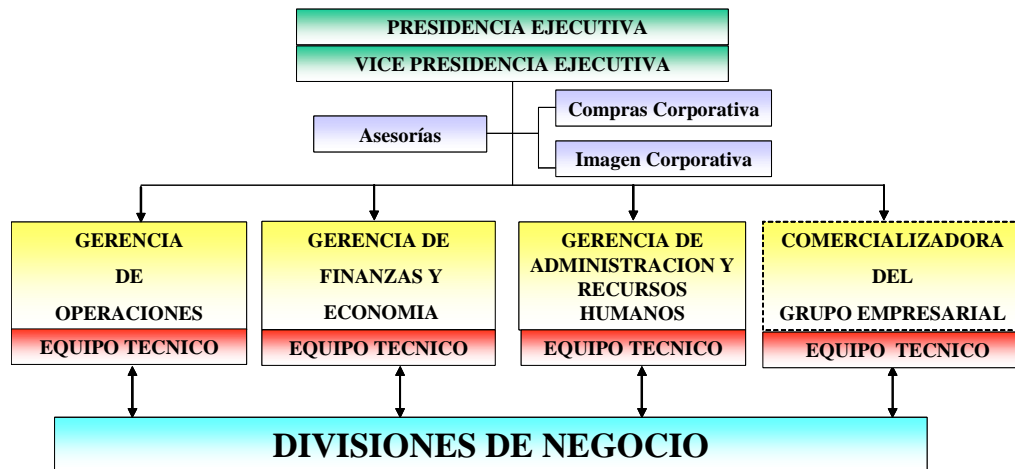 PRESIDENCIA EJECUTIVA
VICE PRESIDENCIA EJECUTIVA
Asesorías
Compras Corporativa
Imagen Corporativa
GERENCIA
DE
OPERACIONES
EQUIPO TECNICO
GERENCIA DE
FINANZAS Y
ECONOMIA
EQUIPO TECNICO
GERENCIA DE
ADMINISTRACION Y
RECURSOS
HUMANOS
EQUIPO TECNICO
COMERCIALIZADORA
DEL
GRUPO EMPRESARIAL
EQUIPO TECNICO
DIVISIONES DE NEGOCIO